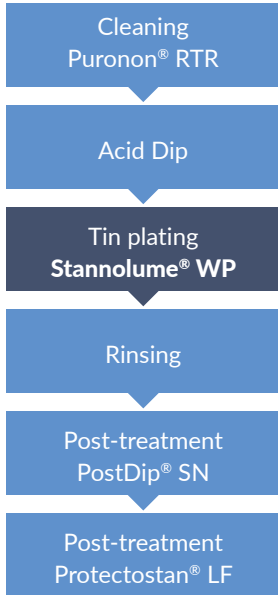 Cleaning
Puronon® RTR
Acid Dip
Tin plating
Stannolume® WP
Rinsing
Post-treatment
PostDip® SN
Post-treatment
Protectostan® LF